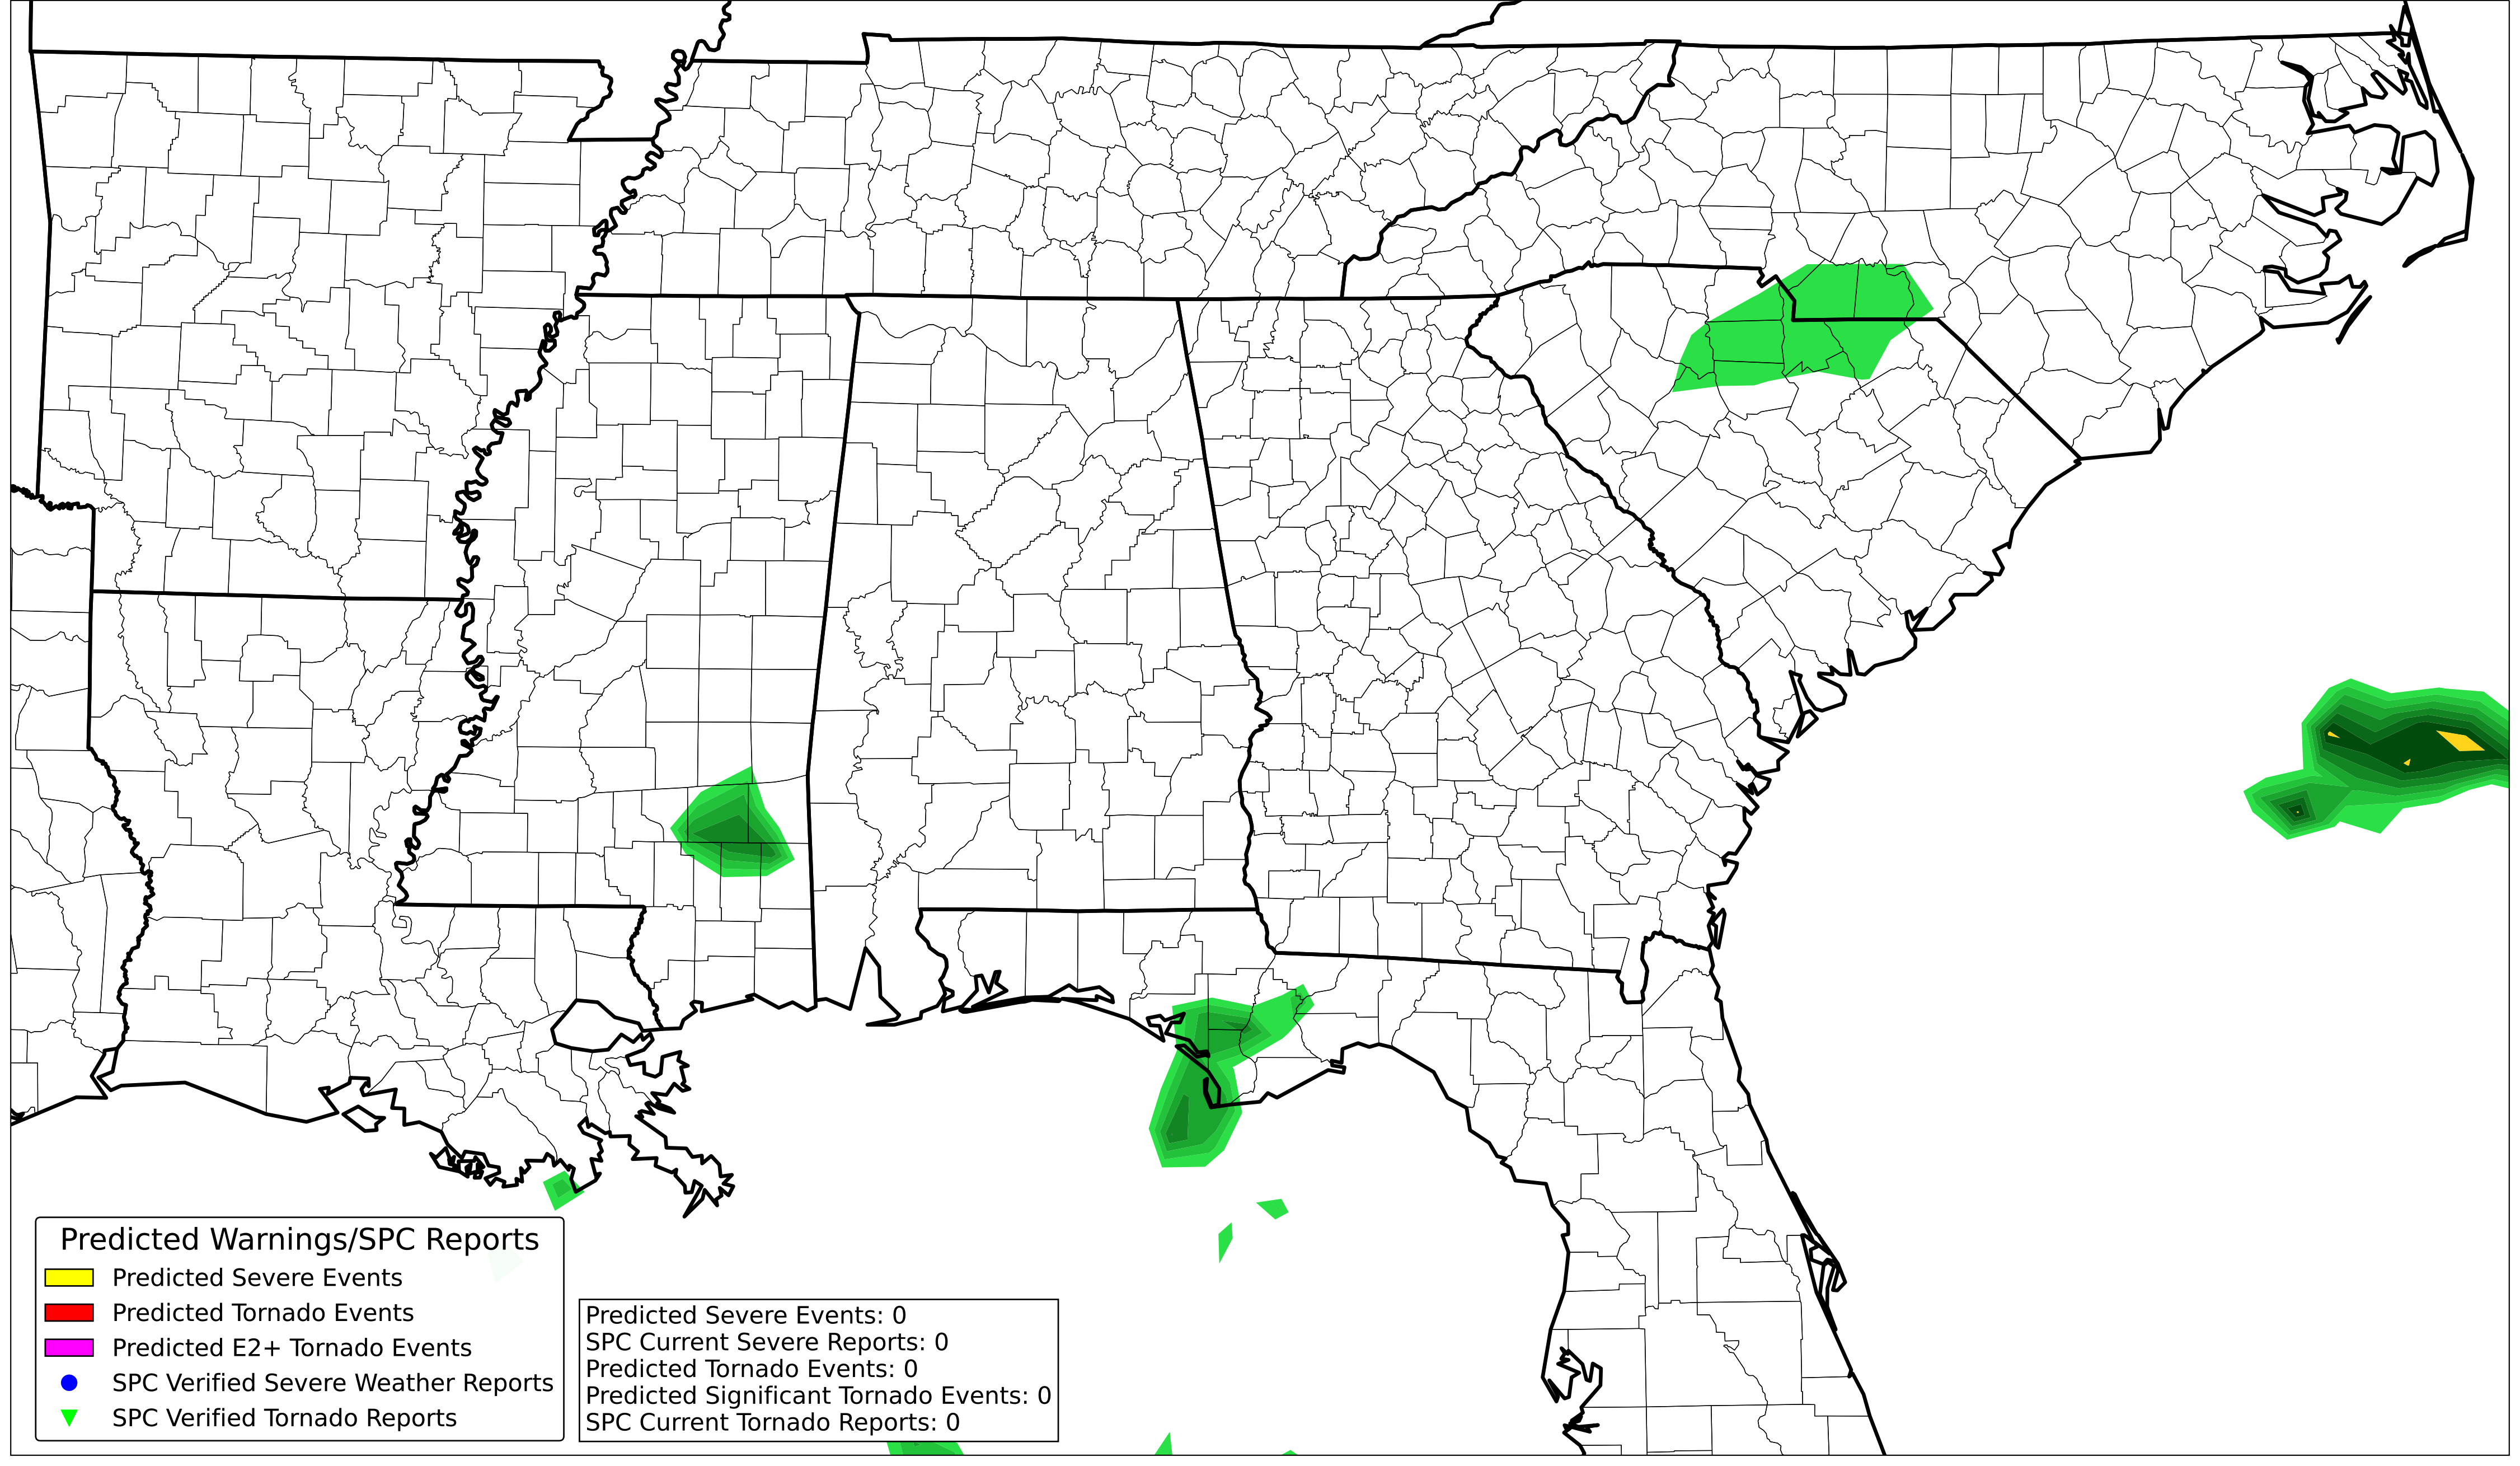 Predicted Warnings/SPC Reports
Predicted Severe Events
Predicted Tornado Events
Predicted E2+ Tornado Events
SPC Verified Severe Weather Reports
SPC Verified Tornado Reports
Predicted Severe Events: 0
SPC Current Severe Reports: 0
Predicted Tornado Events: 0
Predicted Significant Tornado Events: 0
SPC Current Tornado Reports: 0